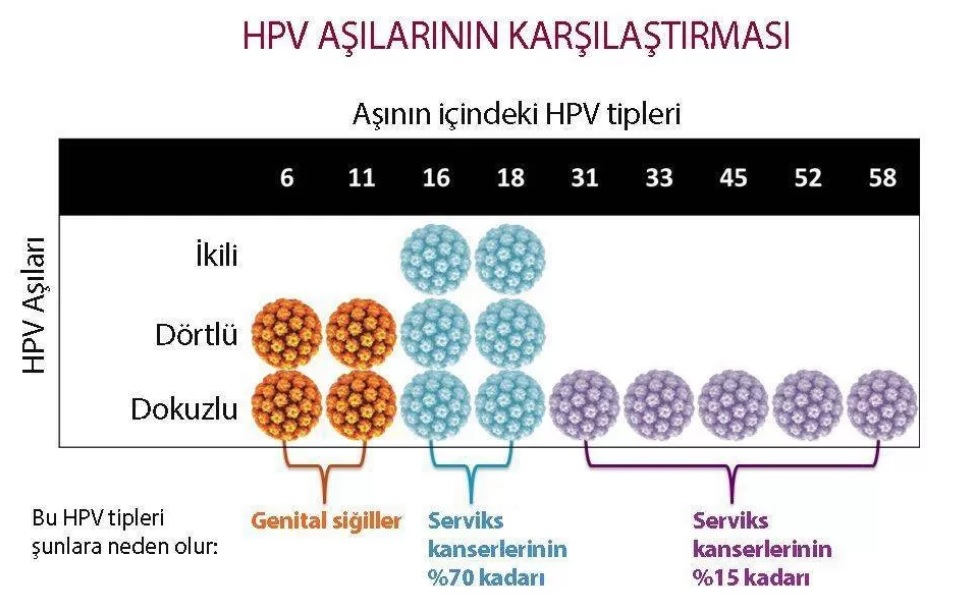 HPV AŞILARININ KARŞILAŞTIRMASI
Aşının içindeki HPV tipleri
6 11 16 18 31 33 45 52 58
HPV Aşıları
İkili
Dörtlü
Dokuzlu
Bu HPV tipleri
şunlara neden olur:
Genital siğiller
Serviks
kanserlerinin
%70 kadarı
Serviks
kanserlerinin
%15 kadarı